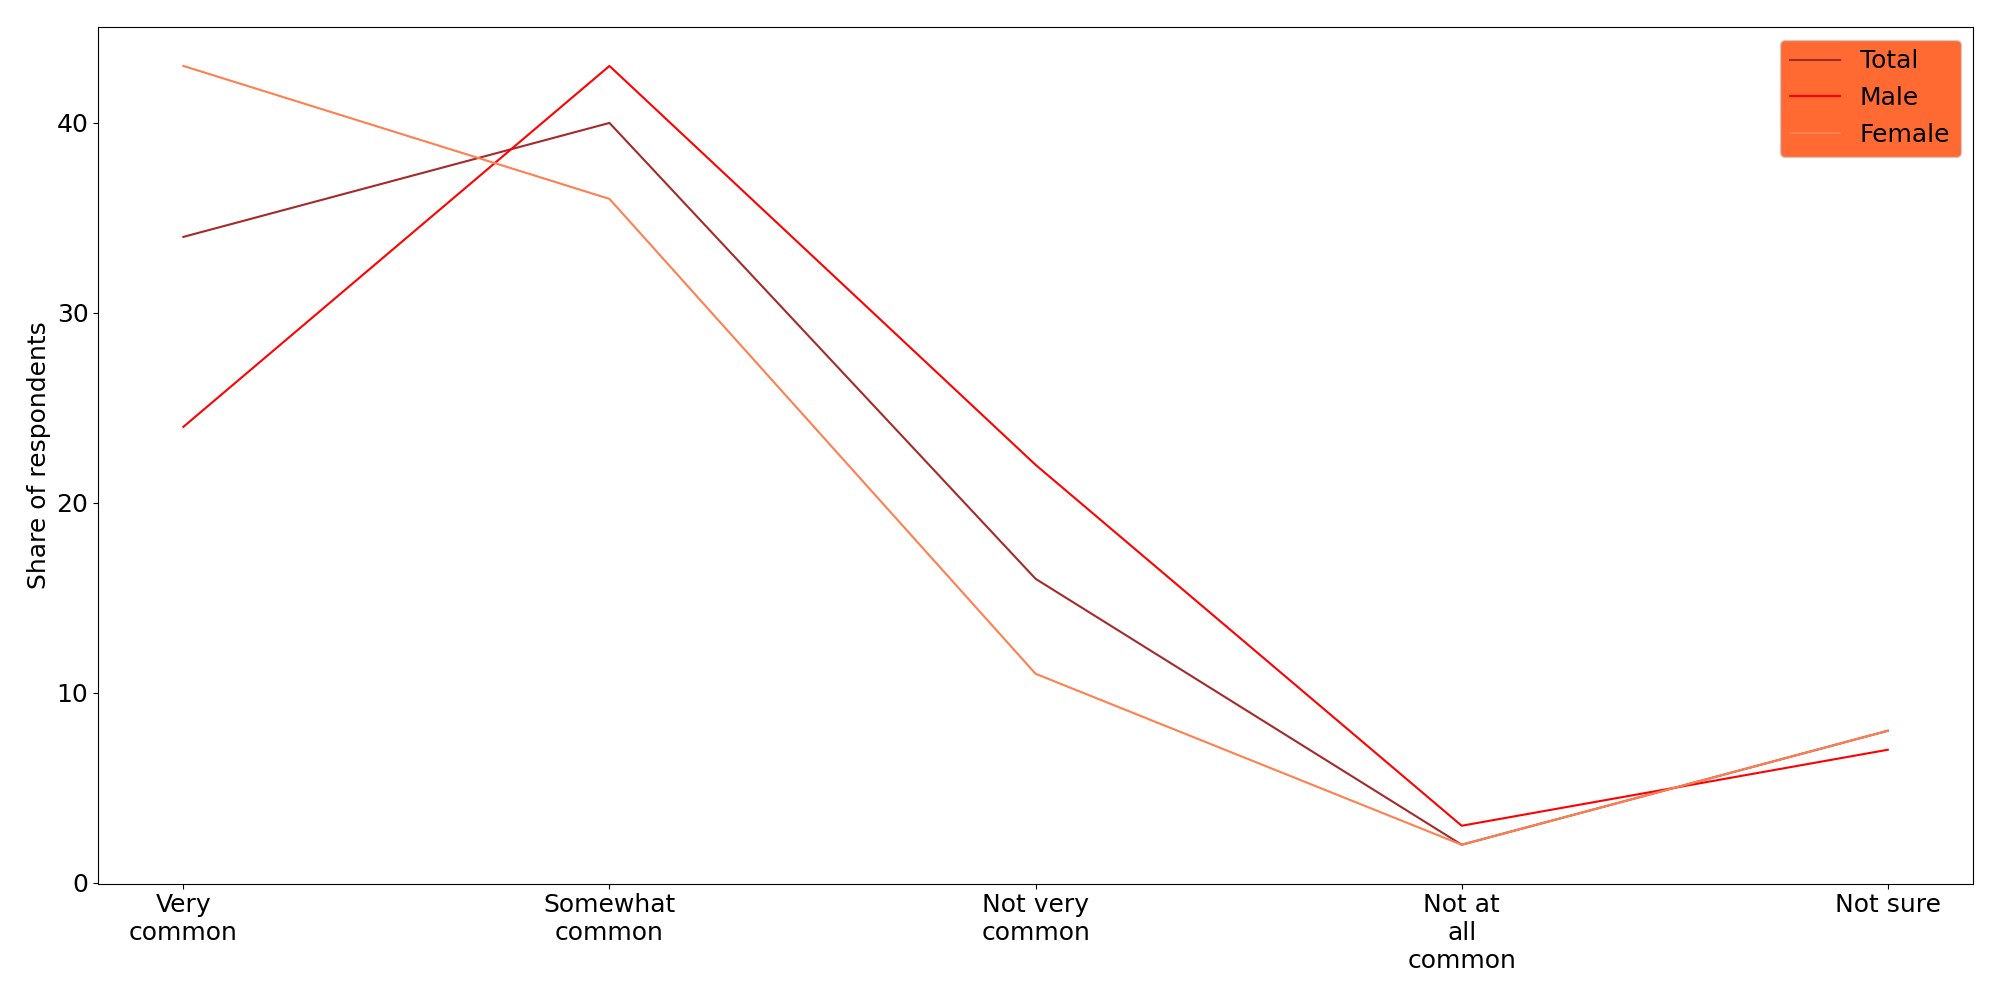 Total
Male
Female
Share of respondents
40
30
20
10
0
Very
common
Somewhat
common
Not very
common
Not at
all
common
Not sure